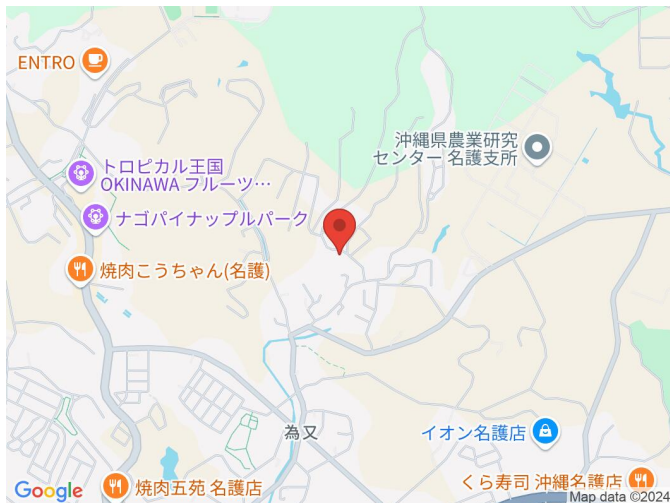 ENTRO
沖縄県農業研究
センター 名護支所
トロピカル王国
OKINAWA フルーツ…
ナゴパイナップルパーク
焼肉こうちゃん(名護)
為又
イオン名護店
くら寿司 沖縄名護店
焼肉五苑 名護店
Google
Map data ©2024